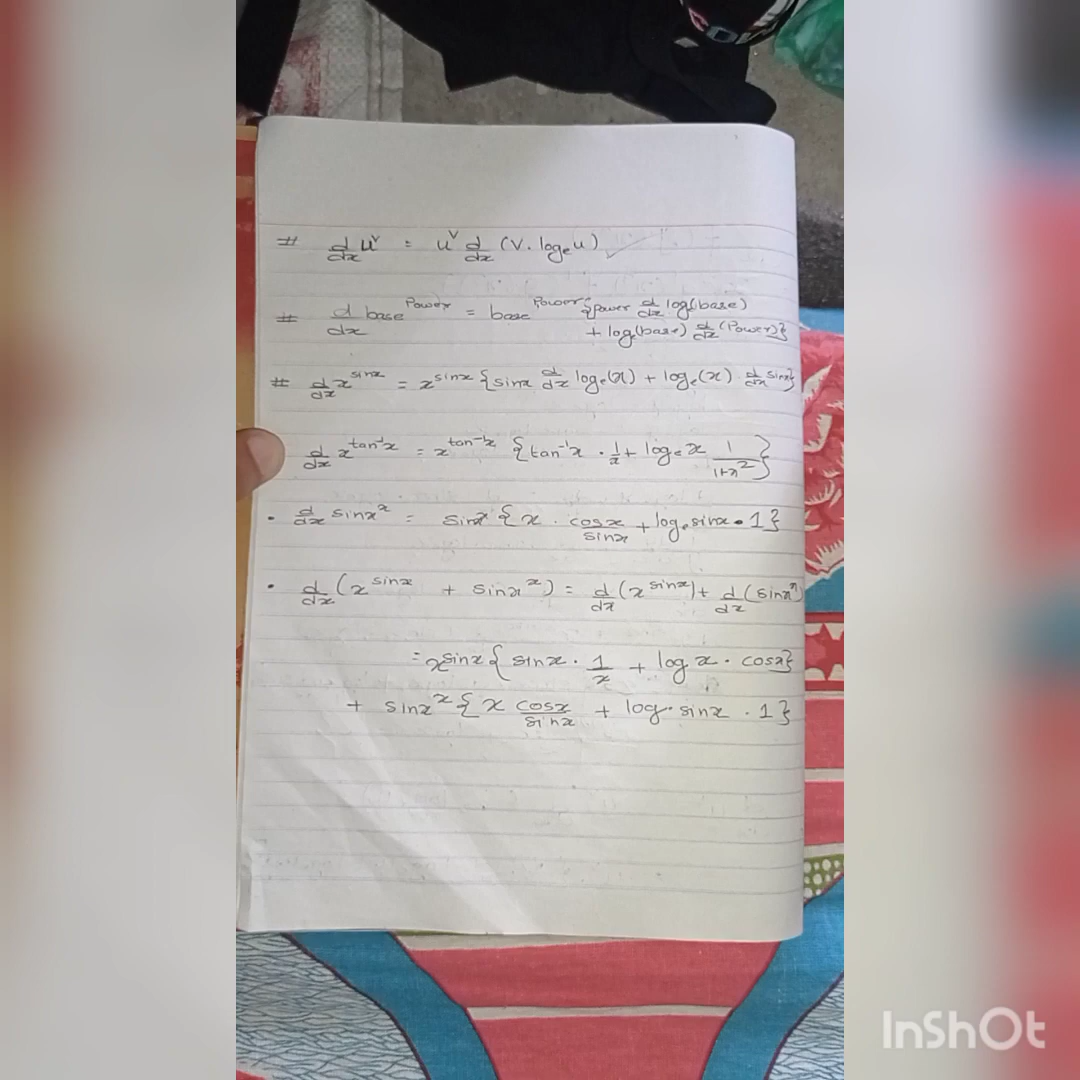 # d/dx u^v = u^v d/dx (v . log_e u)
# d/dx base^Power = base^Power {power d/dx log(base)
+ log(base) d/dx (Power)}
# d/dx x^sinx = x^sinx {sinx d/dx log_e(x) + log_e(x) . d/dx sinx}
d/dx x^tan⁻¹x = x^tan⁻¹x {tan⁻¹x . 1/x + log_e x 1/1+x²}
• d/dx sinx^x = sinx^x {x . cosx/sinx + log_e sinx . 1}
• d/dx (x^sinx + sinx^x) = d/dx (x^sinx) + d/dx (sinx^x)
= x^sinx {sinx . 1/x + log x . cosx}
+ sinx^x {x cosx/sinx + log . sinx . 1}
InShOt